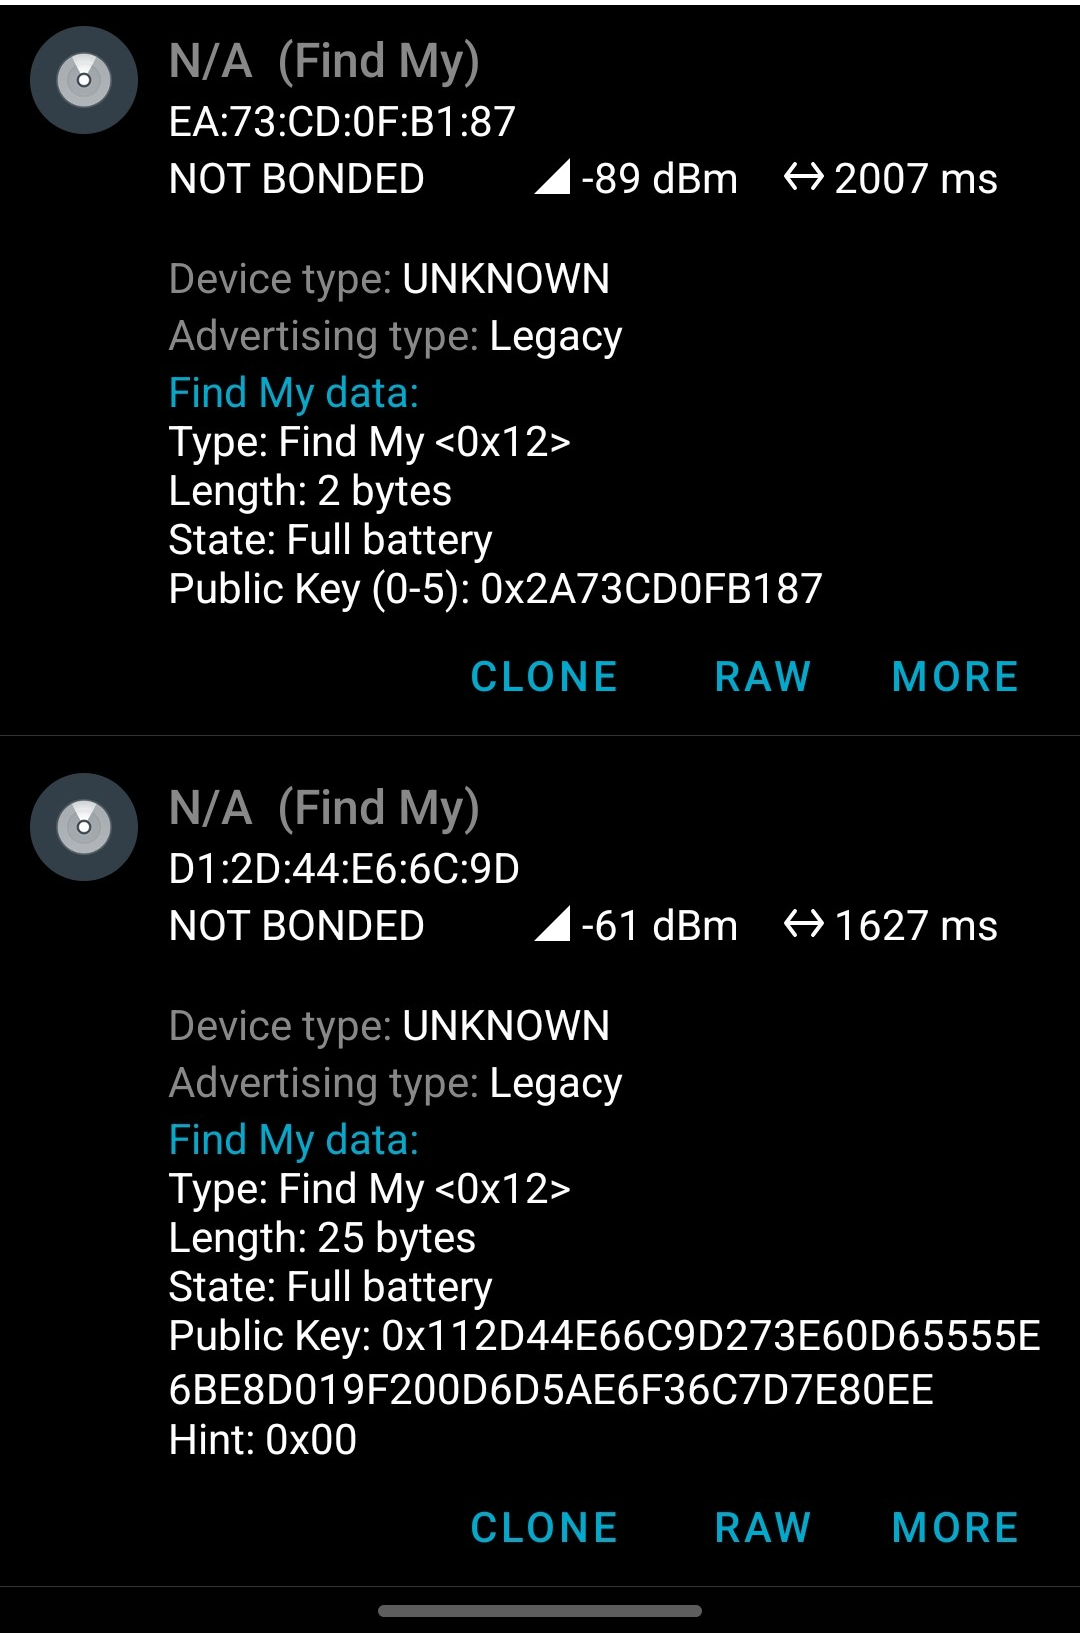 N/A (Find My)
EA:73:CD:0F:B1:87
NOT BONDED -89 dBm 2007 ms
Device type: UNKNOWN
Advertising type: Legacy
Find My data:
Type: Find My <0x12>
Length: 2 bytes
State: Full battery
Public Key (0-5): 0x2A73CD0FB187
CLONE RAW MORE
N/A (Find My)
D1:2D:44:E6:6C:9D
NOT BONDED -61 dBm 1627 ms
Device type: UNKNOWN
Advertising type: Legacy
Find My data:
Type: Find My <0x12>
Length: 25 bytes
State: Full battery
Public Key: 0x112D44E66C9D273E60D65555E
6BE8D019F200D6D5AE6F36C7D7E80EE
Hint: 0x00
CLONE RAW MORE